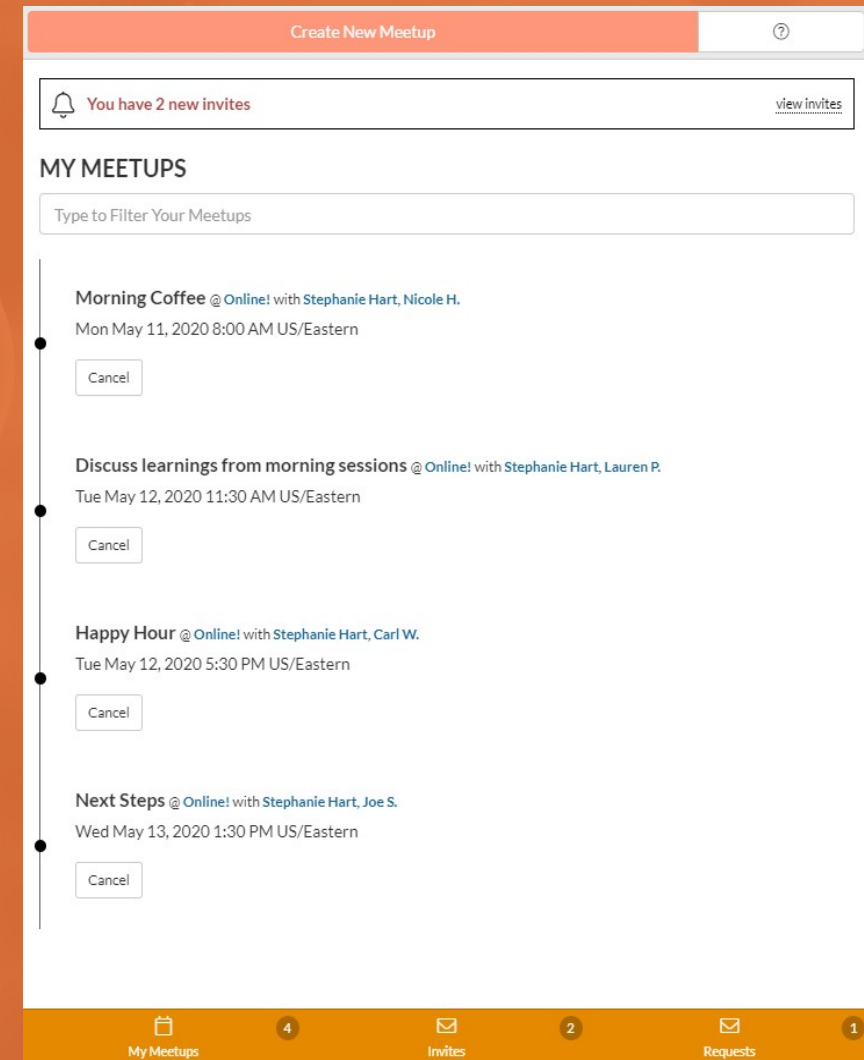 Create New Meetup ?
You have 2 new invites view invites
MY MEETUPS
Type to Filter Your Meetups
Morning Coffee @ Online! with Stephanie Hart, Nicole H.
Mon May 11, 2020 8:00 AM US/Eastern
Cancel
Discuss learnings from morning sessions @ Online! with Stephanie Hart, Lauren P.
Tue May 12, 2020 11:30 AM US/Eastern
Cancel
Happy Hour @ Online! with Stephanie Hart, Carl W.
Tue May 12, 2020 5:30 PM US/Eastern
Cancel
Next Steps @ Online! with Stephanie Hart, Joe S.
Wed May 13, 2020 1:30 PM US/Eastern
Cancel
4 2 1
My Meetups Invites Requests